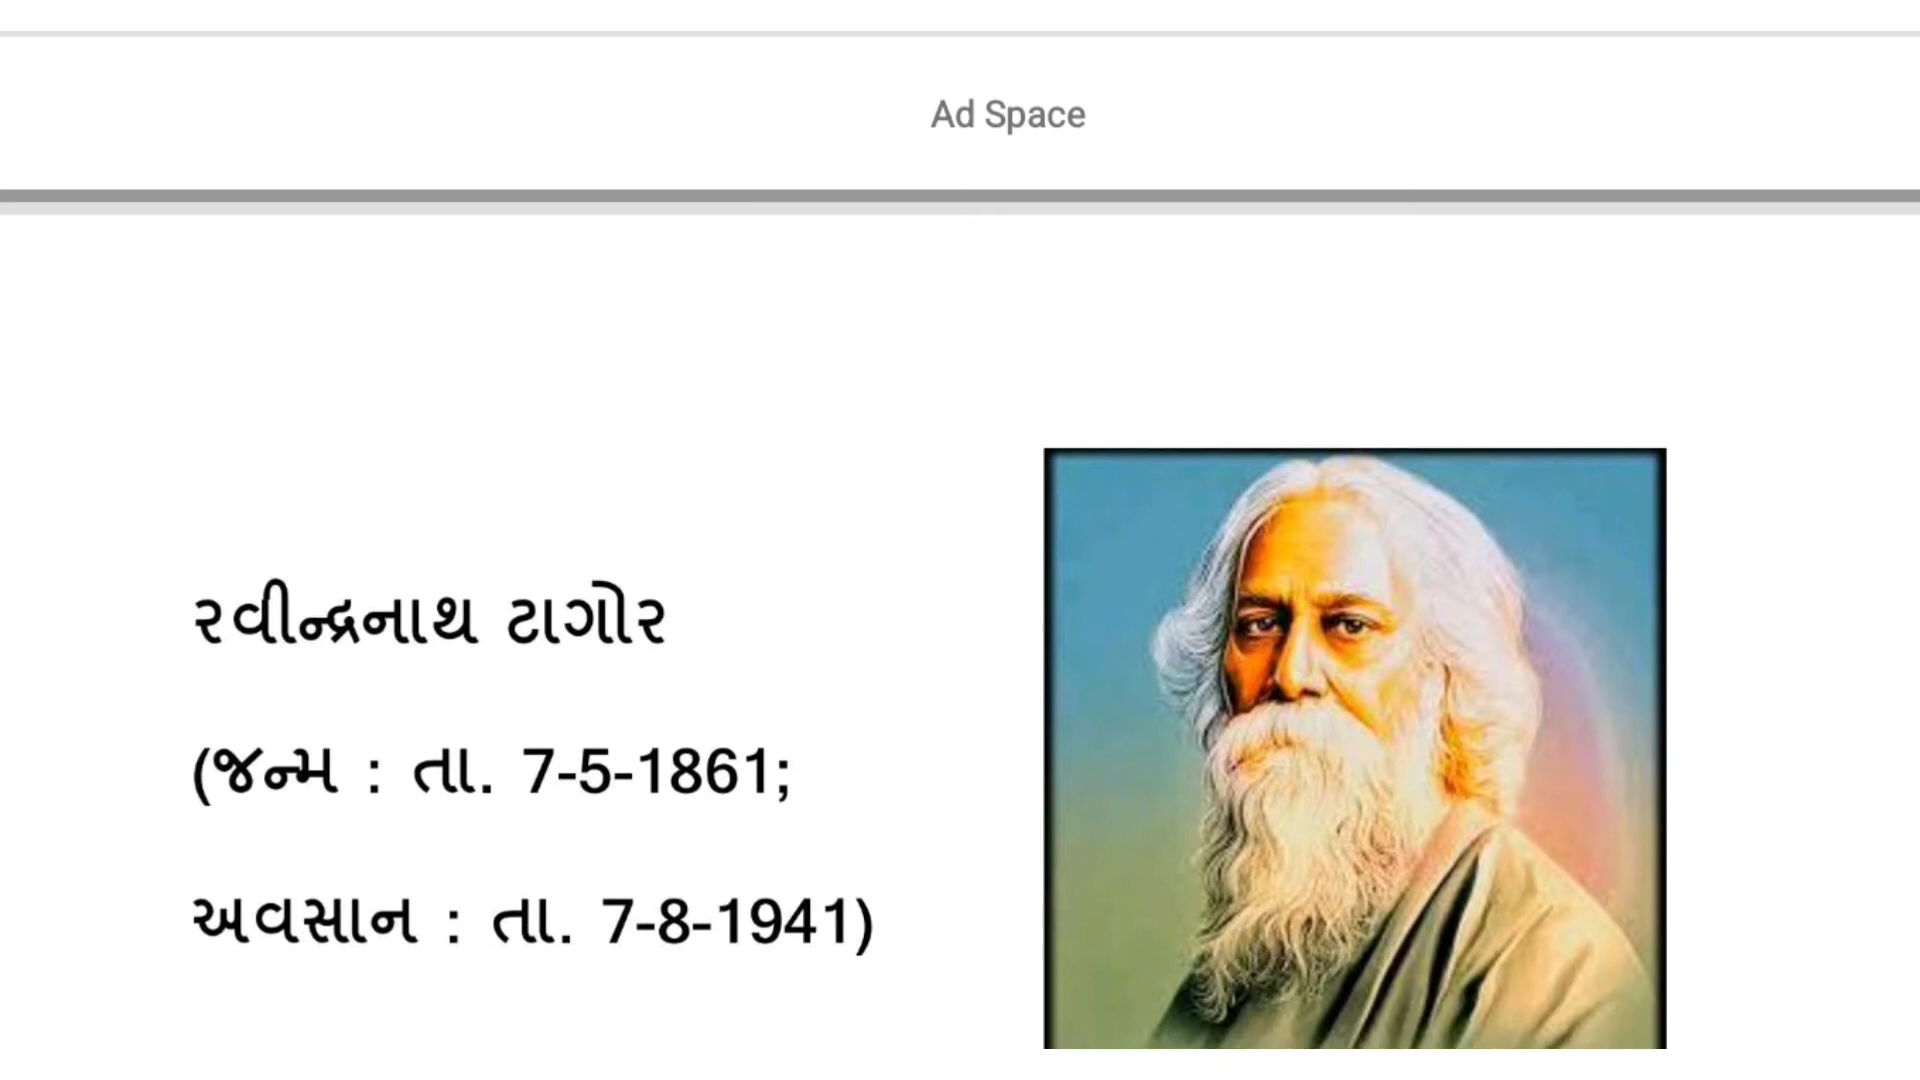 Ad Space
રવીન્દ્રનાથ ટાગોર
(જન્મ : તા. 7-5-1861;
અવસાન : તા. 7-8-1941)